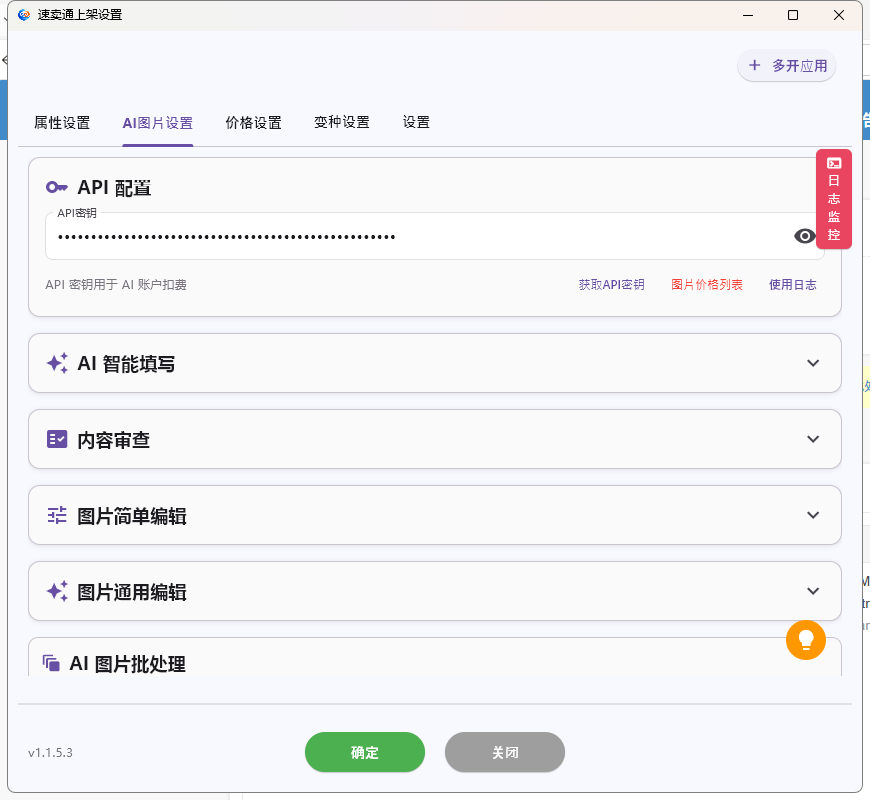 速卖通上架设置
+ 多开应用
属性设置 AI图片设置 价格设置 变种设置 设置
API 配置
日志监控
API密钥
••••••••••••••••••••••••••••••••••••••••••••••••••••
API 密钥用于 AI 账户扣费 获取API密钥 图片价格列表 使用日志
AI 智能填写
内容审查
图片简单编辑
图片通用编辑
AI 图片批处理
v1.1.5.3 确定 关闭